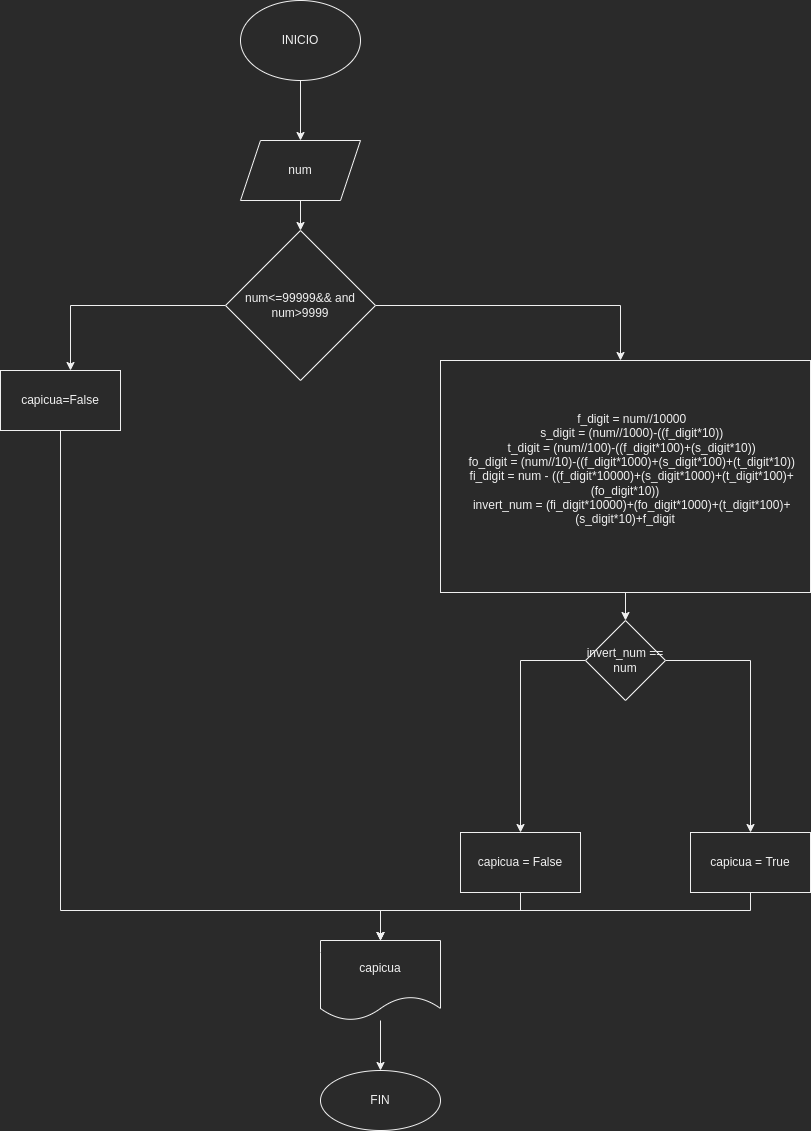 INICIO
num
num<=99999&& and
num>9999
capicua=False
f_digit = num//10000
s_digit = (num//1000)-((f_digit*10))
t_digit = (num//100)-((f_digit*100)+(s_digit*10))
fo_digit = (num//10)-((f_digit*1000)+(s_digit*100)+(t_digit*10))
fi_digit = num - ((f_digit*10000)+(s_digit*1000)+(t_digit*100)+
(fo_digit*10))
invert_num = (fi_digit*10000)+(fo_digit*1000)+(t_digit*100)+
(s_digit*10)+f_digit
invert_num ==
num
capicua = False
capicua = True
capicua
FIN